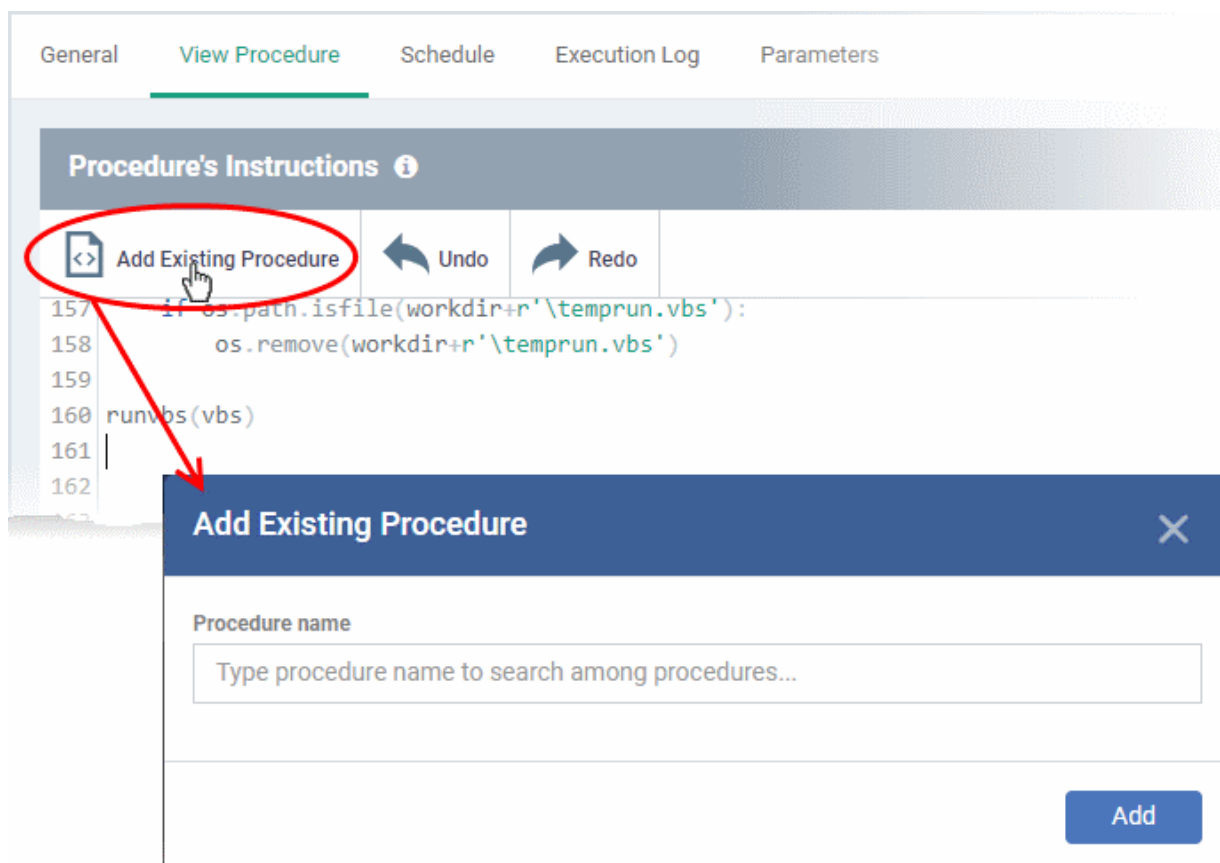 General View Procedure Schedule Execution Log Parameters
Procedure's Instructions
Add Existing Procedure Undo Redo
157 if os.path.isfile(workdir+r'\temprun.vbs'):
158 os.remove(workdir+r'\temprun.vbs')
159
160 runvbs(vbs)
161
162
Add Existing Procedure
Procedure name
Type procedure name to search among procedures...
Add